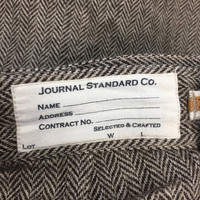 JOURNAL STANDARD CO.
NAME
ADDRESS
CONTRACT NO. SELECTED & CRAFTED
LOT W L